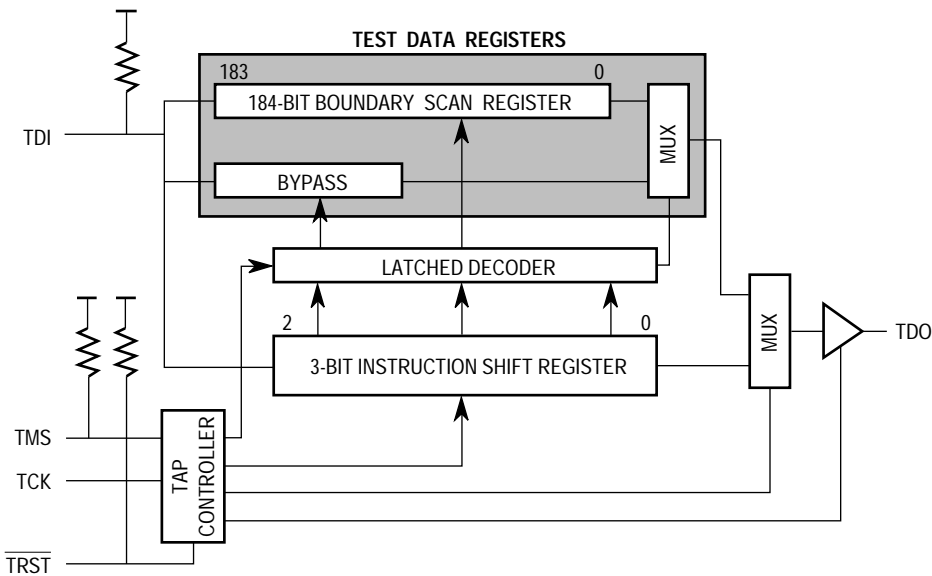 TEST DATA REGISTERS
183
0
184-BIT BOUNDARY SCAN REGISTER
TDI
MUX
BYPASS
LATCHED DECODER
2
0
3-BIT INSTRUCTION SHIFT REGISTER
MUX
TDO
TMS
TAP
CONTROLLER
TCK
TRST